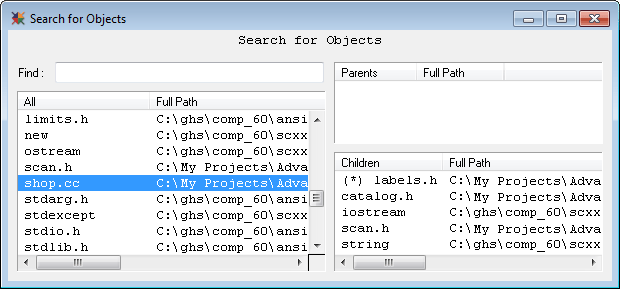 Search for Objects
Search for Objects
Find :
All Full Path
limits.h C:\ghs\comp_60\ansi
new C:\ghs\comp_60\scxx
ostream C:\ghs\comp_60\scxx
scan.h C:\My Projects\Adva
shop.cc C:\My Projects\Adva
stdarg.h C:\ghs\comp_60\ansi
stdexcept C:\ghs\comp_60\scxx
stdio.h C:\ghs\comp_60\ansi
stdlib.h C:\ghs\comp_60\ansi
Parents Full Path
Children Full Path
(*) labels.h C:\My Projects\Adva
catalog.h C:\My Projects\Adva
iostream C:\ghs\comp_60\scxx
scan.h C:\My Projects\Adva
string C:\ghs\comp_60\scxx